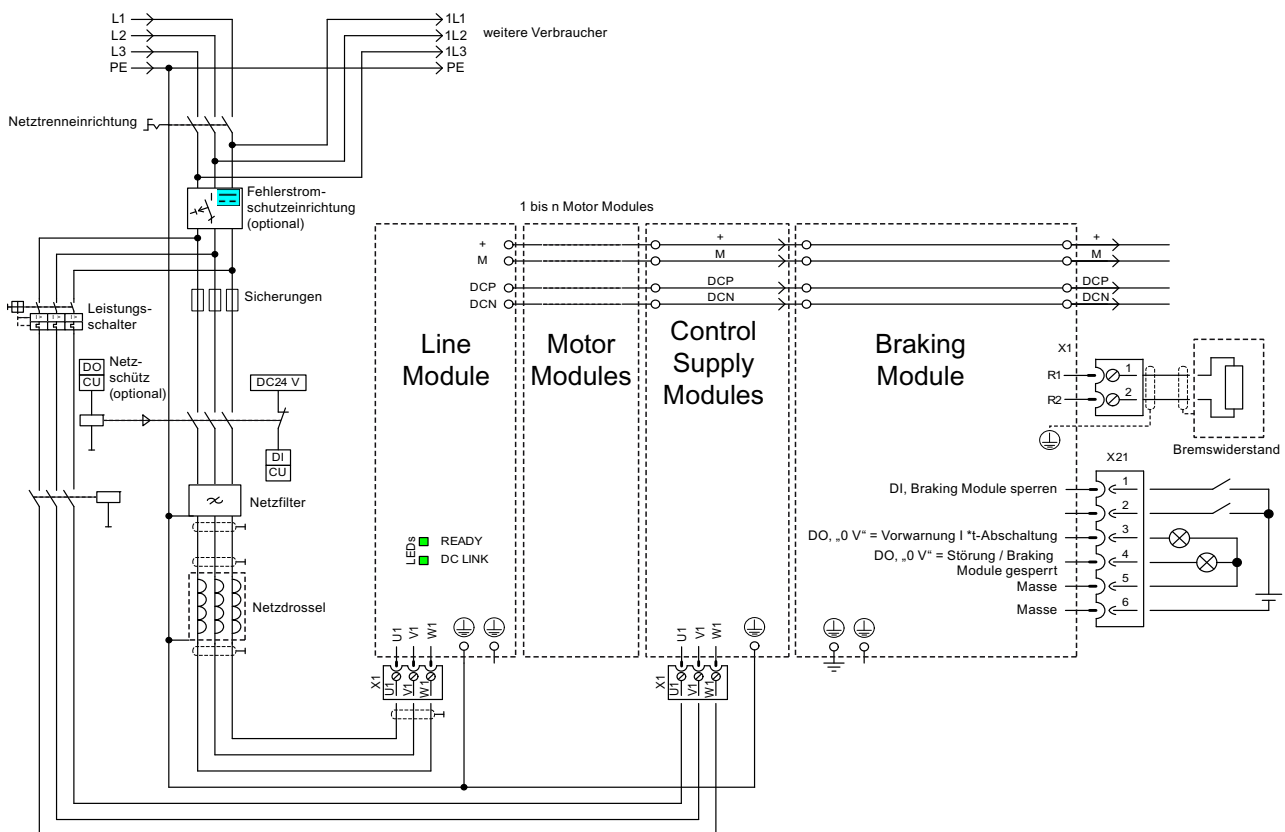 L1
L2
L3
PE
1L1
1L2
1L3
PE
weitere Verbraucher
Netztrenneinrichtung
Fehlerstrom-
schutzeinrichtung
(optional)
Sicherungen
Leistungs-
schalter
I>
I>
I>
DO
CU
Netz-
schütz
(optional)
DC24 V
DI
CU
Netzfilter
Netzdrossel
1 bis n Motor Modules
+
M
DCP
DCN
+
M
DCP
DCN
+
M
DCP
DCN
Line
Module
Motor
Modules
Control
Supply
Modules
Braking
Module
LEDs
READY
DC LINK
U1
V1
W1
X1
U1
V1
W1
U1
V1
W1
X1
U1
V1
W1
X1
R1
1
R2
2
Bremswiderstand
X21
DI, Braking Module sperren
1
2
DO, „0 V“ = Vorwarnung I *t-Abschaltung
3
DO, „0 V“ = Störung / Braking
Module gesperrt
4
Masse
5
Masse
6